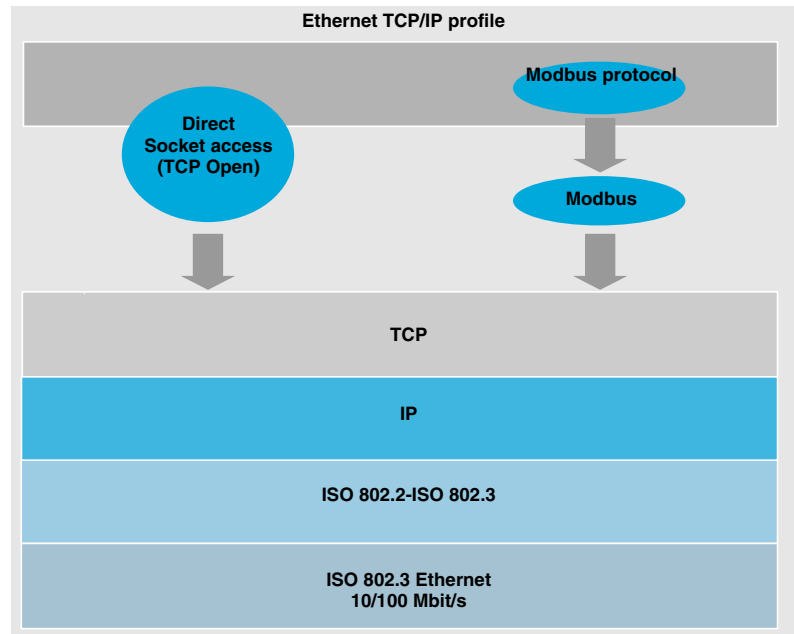 Ethernet TCP/IP profile
Modbus protocol
Direct
Socket access
(TCP Open)
Modbus
TCP
IP
ISO 802.2-ISO 802.3
ISO 802.3 Ethernet
10/100 Mbit/s